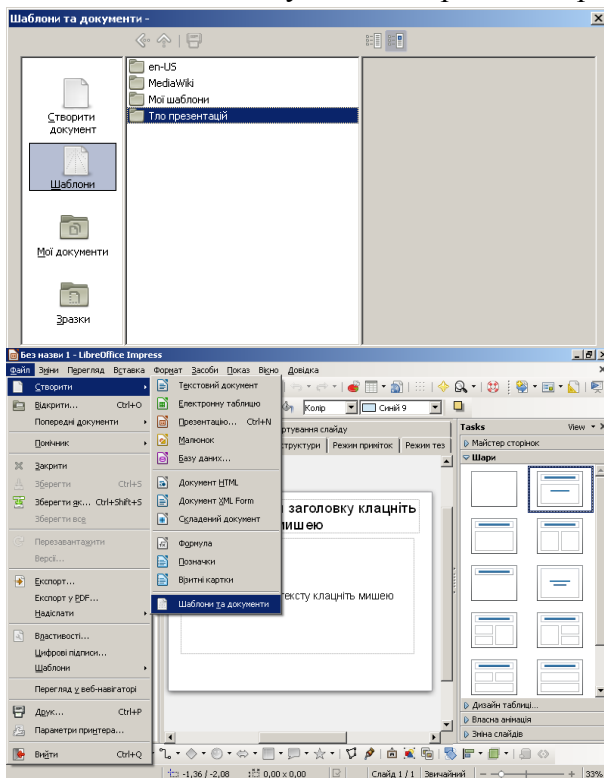 Шаблони та документи -
en-US
MediaWiki
Мої шаблони
Тло презентацій
Створити
документ
Шаблони
Мої документи
Зразки
Без назви 1 - LibreOffice Impress
Файл Зміни Перегляд Вставка Формат Засоби Показ Вікно Довідка
Створити
Відкрити... Ctrl+O
Попередні документи
Помічник
Закрити
Зберегти Ctrl+S
Зберегти як... Ctrl+Shift+S
Зберегти все
Перезавантажити
Версії...
Експорт...
Експорт у PDF...
Надіслати
Властивості...
Цифрові підписи...
Шаблони
Перегляд у веб-навігаторі
Друк... Ctrl+P
Параметри принтера...
Вийти Ctrl+Q
Текстовий документ
Електронну таблицю
Презентацію... Ctrl+N
Малюнок
Базу даних...
Документ HTML
Документ XML Form
Складений документ
Формула
Позначки
Візитні картки
Шаблони та документи
Колір Синій 9
ртування слайду
структури Режим приміток Режим тез
заголовку клацніть
мишею
тексту клацніть мишею
Tasks View
Майстер сторінок
Шари
Дизайн таблиці...
Власна анімація
Зміна слайдів
-1,36 / -2,08 0,00 x 0,00 Слайд 1 / 1 Звичайний 33%